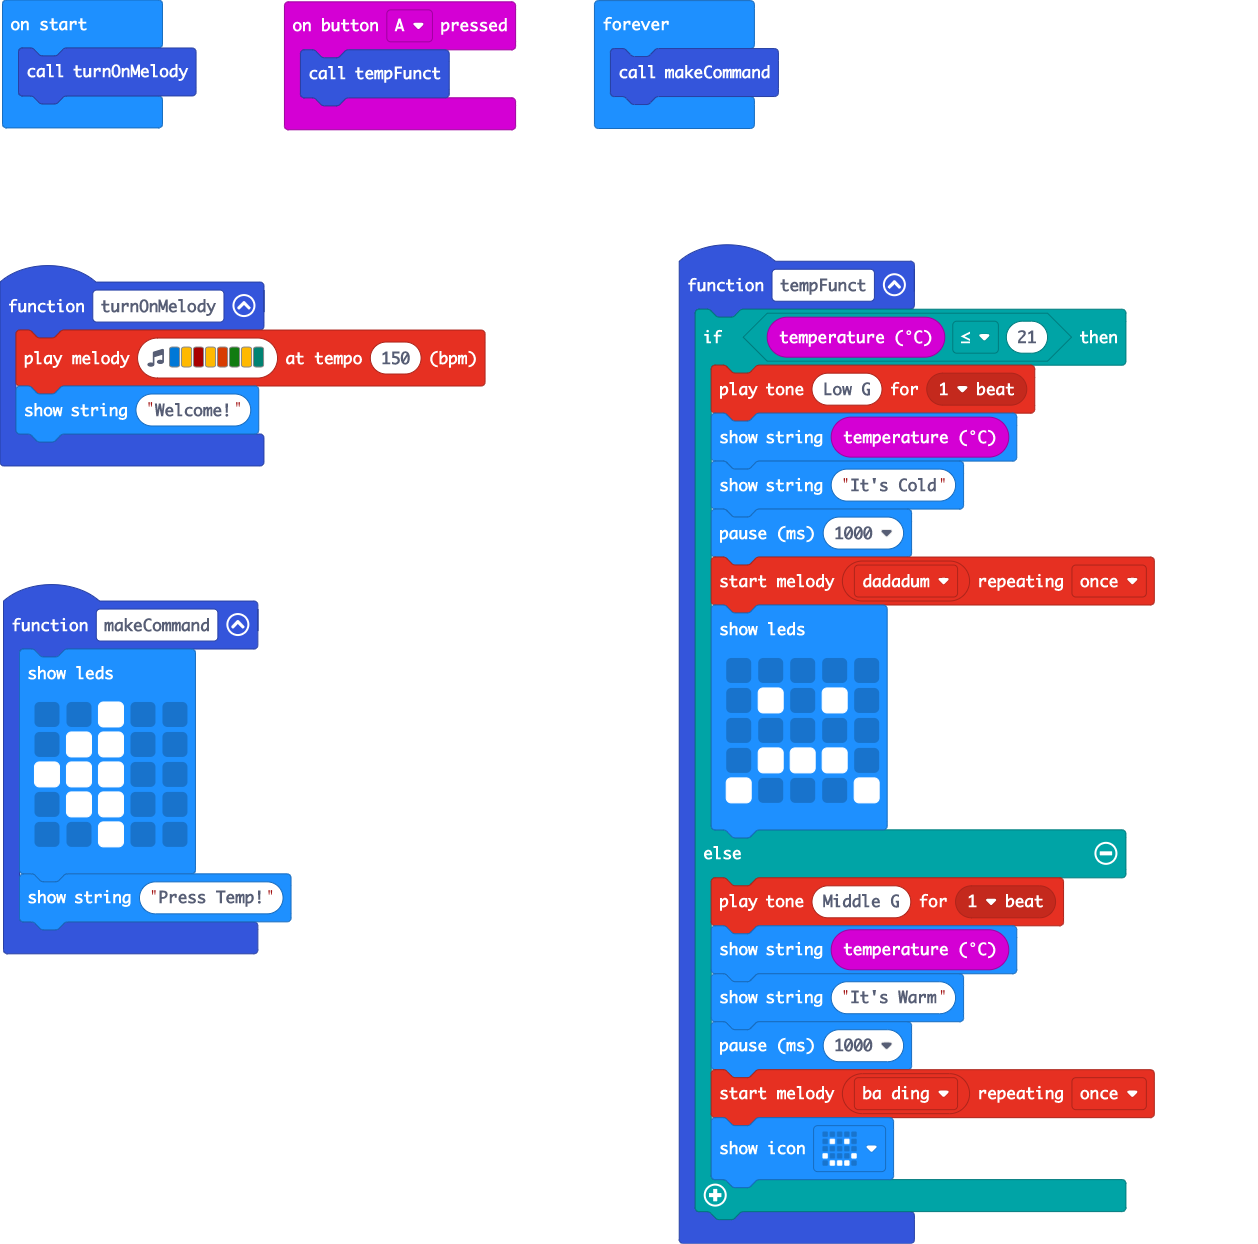 on start
call turnOnMelody
on button A pressed
call tempFunct
forever
call makeCommand
function turnOnMelody
play melody at tempo 150 (bpm)
show string "Welcome!"
function makeCommand
show leds
show string "Press Temp!"
function tempFunct
if temperature (°C) ≤ 21 then
play tone Low G for 1 beat
show string temperature (°C)
show string "It's Cold"
pause (ms) 1000
start melody dadadum repeating once
show leds
else
play tone Middle G for 1 beat
show string temperature (°C)
show string "It's Warm"
pause (ms) 1000
start melody ba ding repeating once
show icon